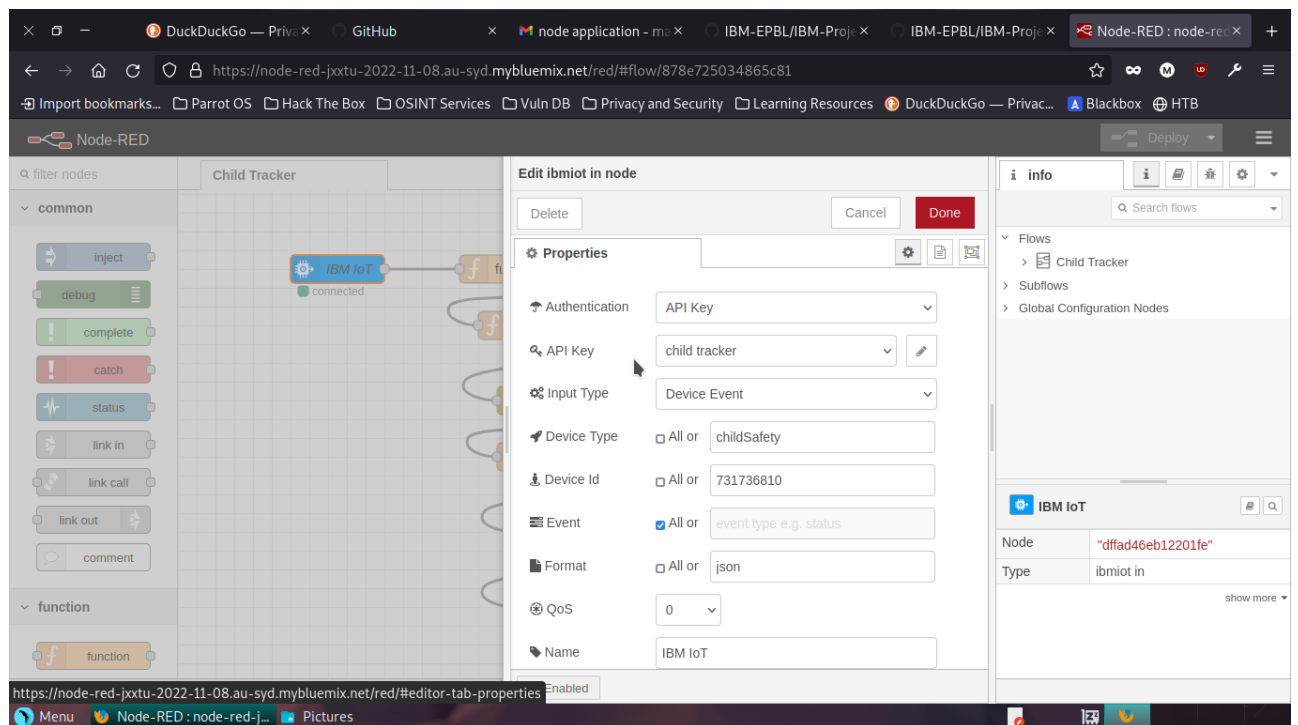 DuckDuckGo — Priva
GitHub
node application - ma
IBM-EPBL/IBM-Proje
IBM-EPBL/IBM-Proje
Node-RED : node-red
https://node-red-jxxtu-2022-11-08.au-syd.mybluemix.net/red/#flow/878e725034865c81
Import bookmarks... Parrot OS Hack The Box OSINT Services Vuln DB Privacy and Security Learning Resources DuckDuckGo — Privac... Blackbox HTB
Node-RED
Deploy
filter nodes
common
inject
debug
complete
catch
status
link in
link call
link out
comment
function
function
Child Tracker
IBM IoT
connected
fu
Edit ibmiot in node
Delete
Cancel
Done
Properties
Authentication
API Key
API Key
child tracker
Input Type
Device Event
Device Type
All or
childSafety
Device Id
All or
731736810
Event
All or
event type e.g. status
Format
All or
json
QoS
0
Name
IBM IoT
Enabled
info
Search flows
Flows
Child Tracker
Subflows
Global Configuration Nodes
IBM IoT
Node
"dffad46eb12201fe"
Type
ibmiot in
show more
https://node-red-jxxtu-2022-11-08.au-syd.mybluemix.net/red/#editor-tab-properties
Menu
Node-RED : node-red-j...
Pictures